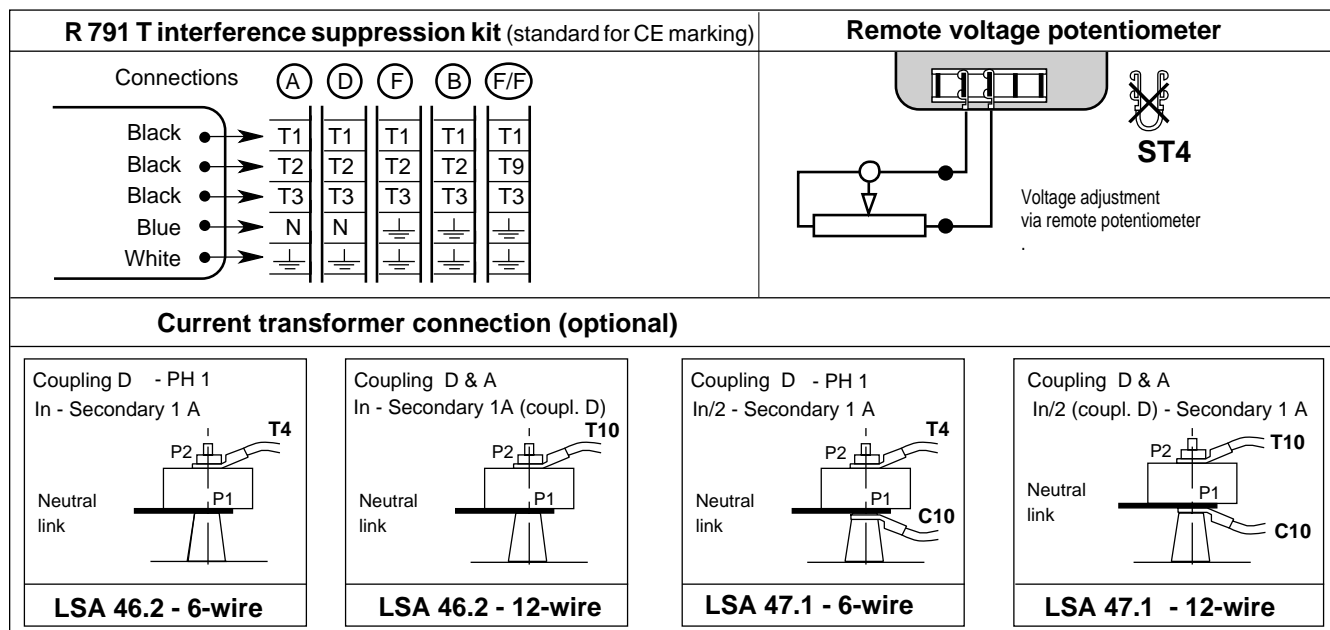 R 791 T interference suppression kit (standard for CE marking)
Connections A D F B F/F
Black T1 T1 T1 T1 T1
Black T2 T2 T2 T2 T9
Black T3 T3 T3 T3 T3
Blue N N
White
Remote voltage potentiometer
ST4
Voltage adjustment
via remote potentiometer
.
Current transformer connection (optional)
Coupling D - PH 1
In - Secondary 1 A
T4
P2
P1
Neutral
link
LSA 46.2 - 6-wire
Coupling D & A
In - Secondary 1A (coupl. D)
T10
P2
P1
Neutral
link
LSA 46.2 - 12-wire
Coupling D - PH 1
In/2 - Secondary 1 A
T4
P2
P1
Neutral
link
C10
LSA 47.1 - 6-wire
Coupling D & A
In/2 (coupl. D) - Secondary 1 A
T10
P2
P1
Neutral
link
C10
LSA 47.1 - 12-wire